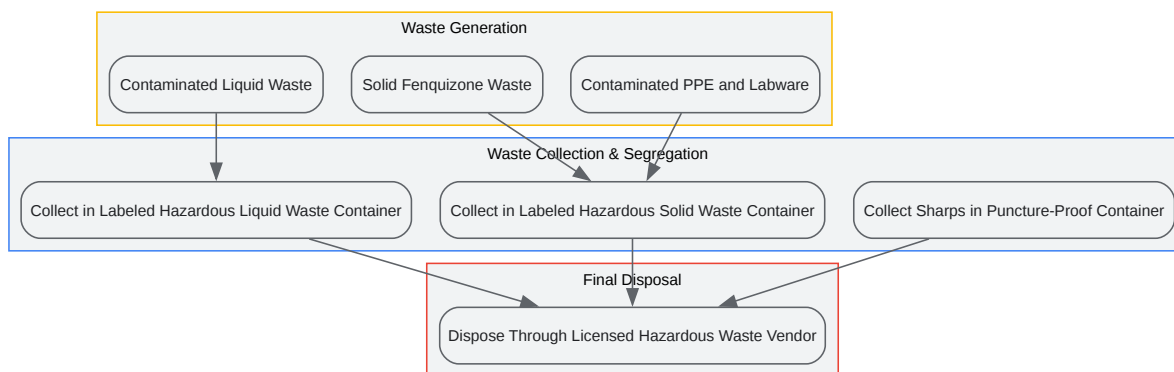 Waste Generation
Contaminated Liquid Waste
Solid Fenquizone Waste
Contaminated PPE and Labware
Waste Collection & Segregation
Collect in Labeled Hazardous Liquid Waste Container
Collect in Labeled Hazardous Solid Waste Container
Collect Sharps in Puncture-Proof Container
Final Disposal
Dispose Through Licensed Hazardous Waste Vendor